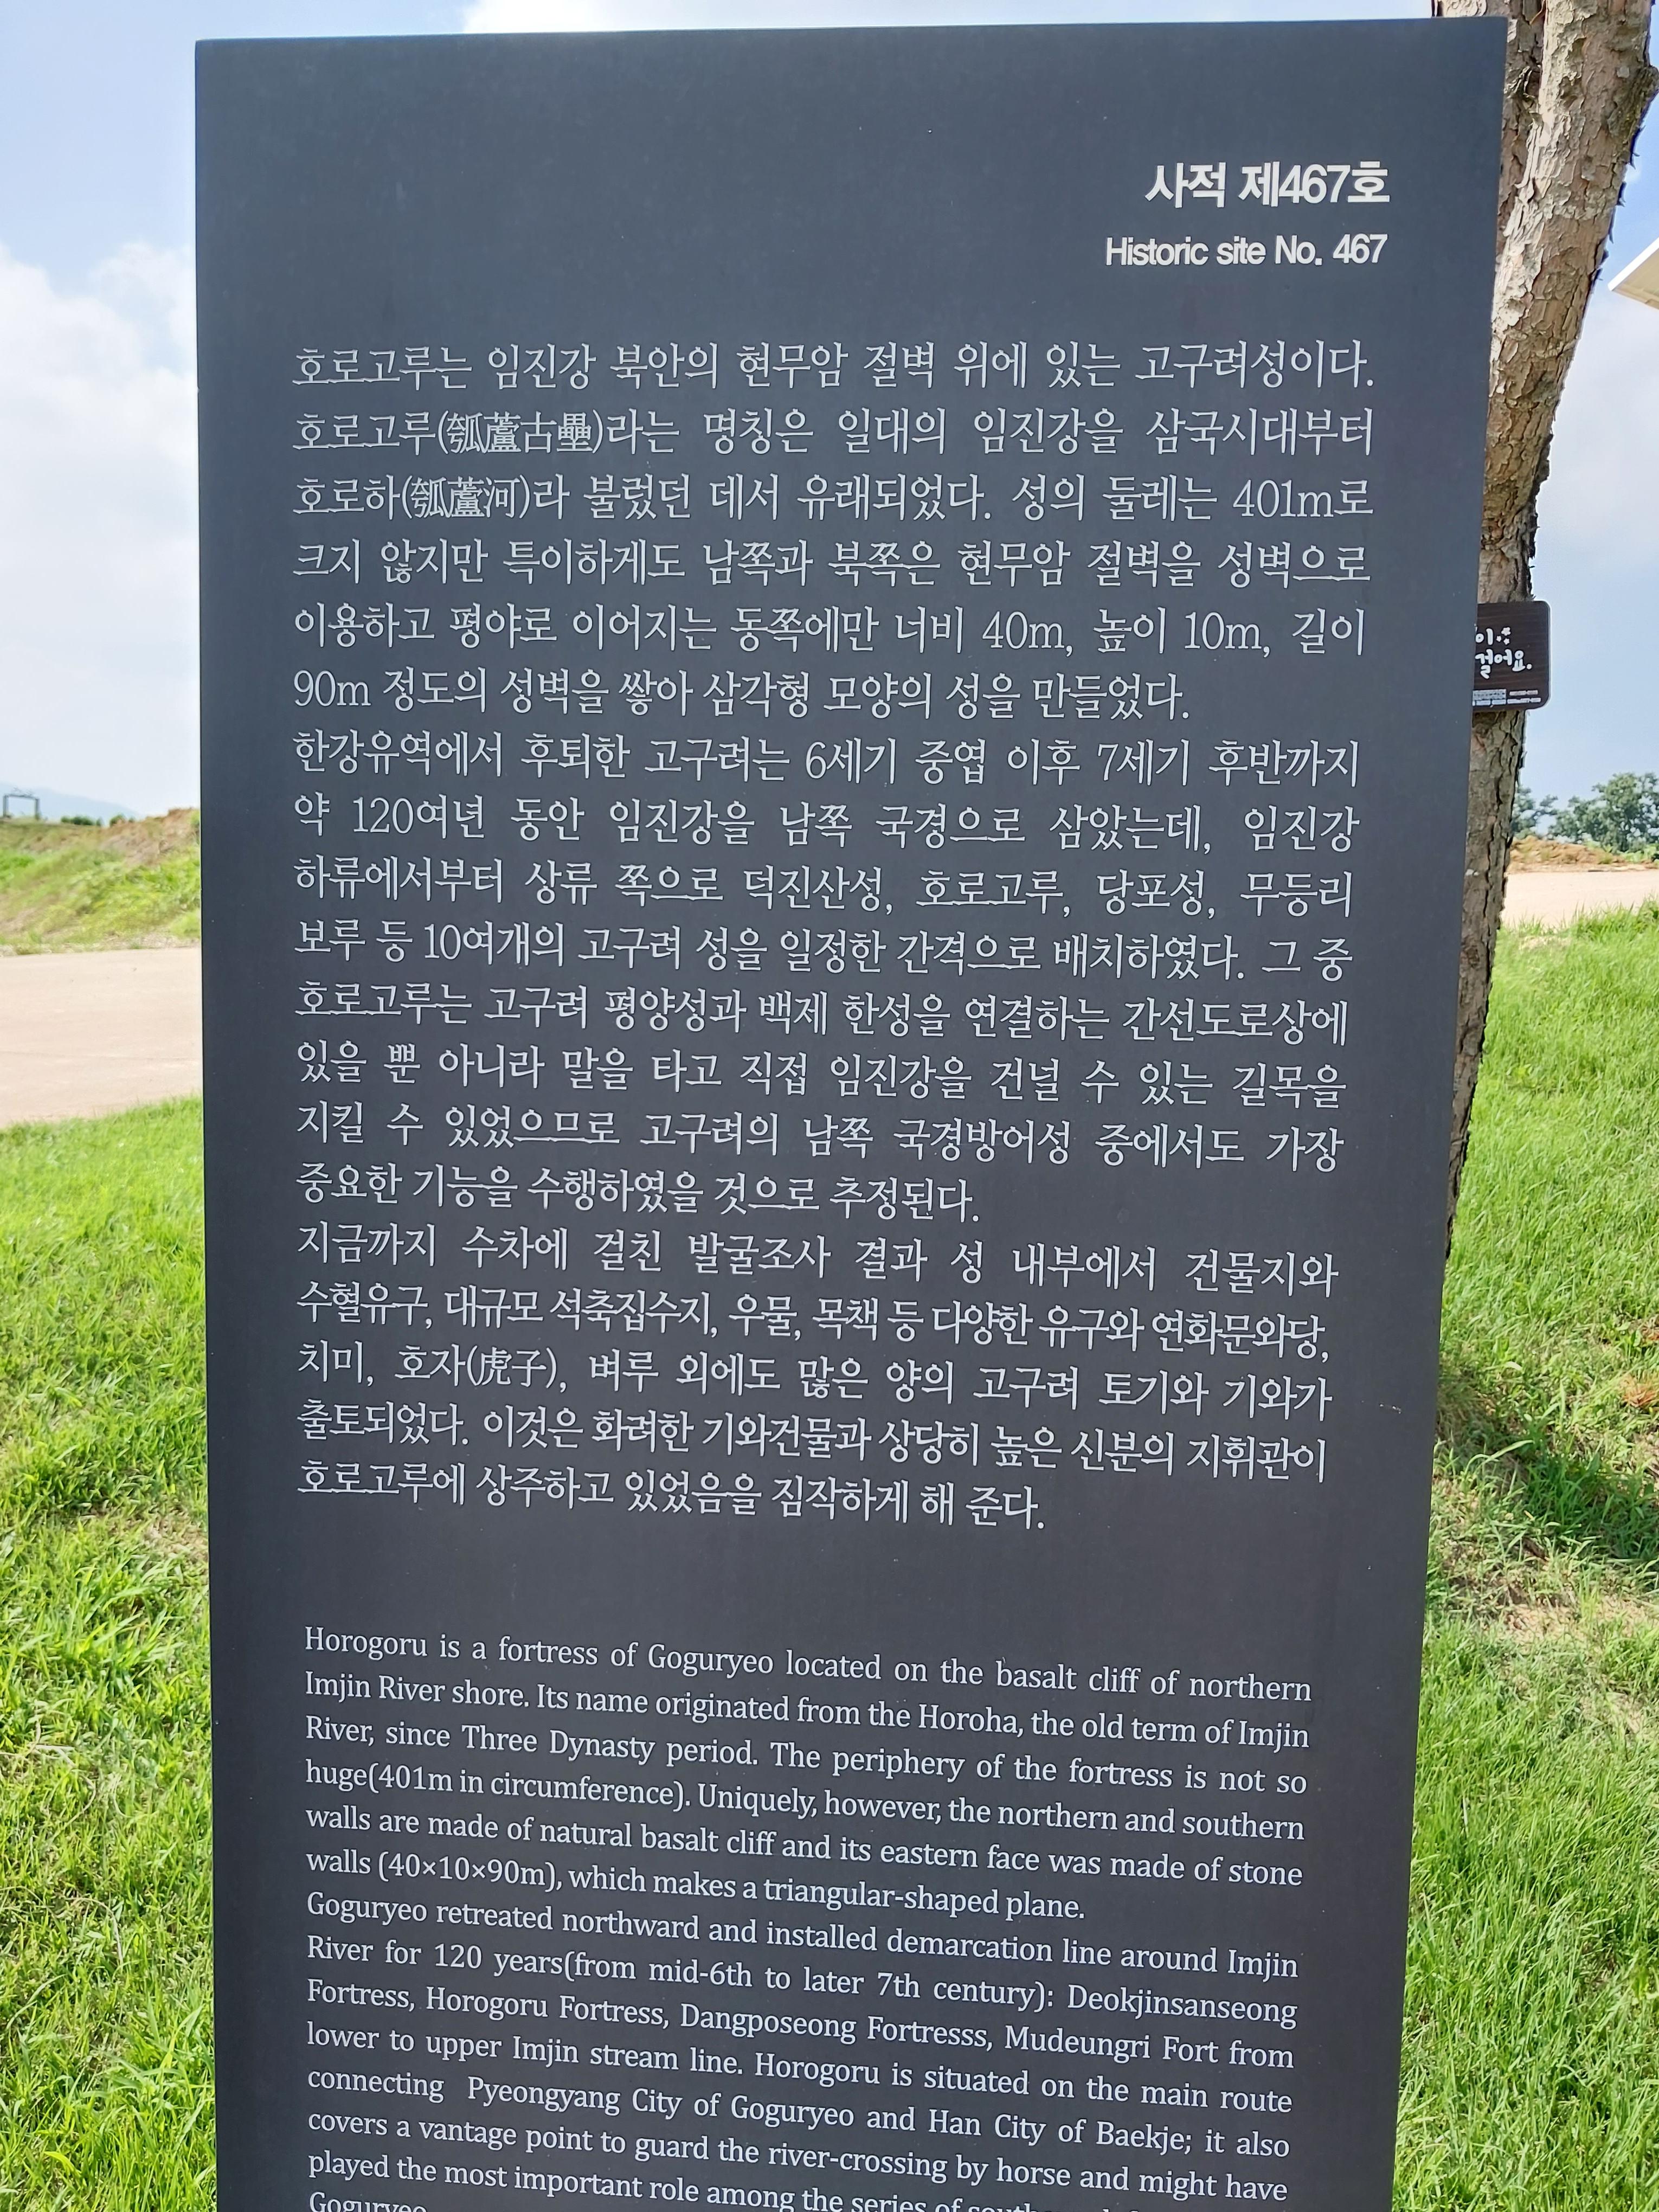 사적 제467호
Historic site No. 467
호로고루는 임진강 북안의 현무암 절벽 위에 있는 고구려성이다.
호로고루(瓠蘆古壘)라는 명칭은 일대의 임진강을 삼국시대부터
호로하(瓠蘆河)라 불렀던 데서 유래되었다. 성의 둘레는 401m로
크지 않지만 특이하게도 남쪽과 북쪽은 현무암 절벽을 성벽으로
이용하고 평야로 이어지는 동쪽에만 너비 40m, 높이 10m, 길이
90m 정도의 성벽을 쌓아 삼각형 모양의 성을 만들었다.
한강유역에서 후퇴한 고구려는 6세기 중엽 이후 7세기 후반까지
약 120여년 동안 임진강을 남쪽 국경으로 삼았는데, 임진강
하류에서부터 상류 쪽으로 덕진산성, 호로고루, 당포성, 무등리
보루 등 10여개의 고구려 성을 일정한 간격으로 배치하였다. 그 중
호로고루는 고구려 평양성과 백제 한성을 연결하는 간선도로상에
있을 뿐 아니라 말을 타고 직접 임진강을 건널 수 있는 길목을
지킬 수 있었으므로 고구려의 남쪽 국경방어성 중에서도 가장
중요한 기능을 수행하였을 것으로 추정된다.
지금까지 수차에 걸친 발굴조사 결과 성 내부에서 건물지와
수혈유구, 대규모 석축집수지, 우물, 목책 등 다양한 유구와 연화문와당,
치미, 호자(虎子), 벼루 외에도 많은 양의 고구려 토기와 기와가
출토되었다. 이것은 화려한 기와건물과 상당히 높은 신분의 지휘관이
호로고루에 상주하고 있었음을 짐작하게 해 준다.
Horogoru is a fortress of Goguryeo located on the basalt cliff of northern
Imjin River shore. Its name originated from the Horoha, the old term of Imjin
River, since Three Dynasty period. The periphery of the fortress is not so
huge(401m in circumference). Uniquely, however, the northern and southern
walls are made of natural basalt cliff and its eastern face was made of stone
walls (40×10×90m), which makes a triangular-shaped plane.
Goguryeo retreated northward and installed demarcation line around Imjin
River for 120 years(from mid-6th to later 7th century): Deokjinsanseong
Fortress, Horogoru Fortress, Dangposeong Fortresss, Mudeungri Fort from
lower to upper Imjin stream line. Horogoru is situated on the main route
connecting Pyeongyang City of Goguryeo and Han City of Baekje; it also
covers a vantage point to guard the river-crossing by horse and might have
played the most important role among the series of
Goguryeo
걸어요.